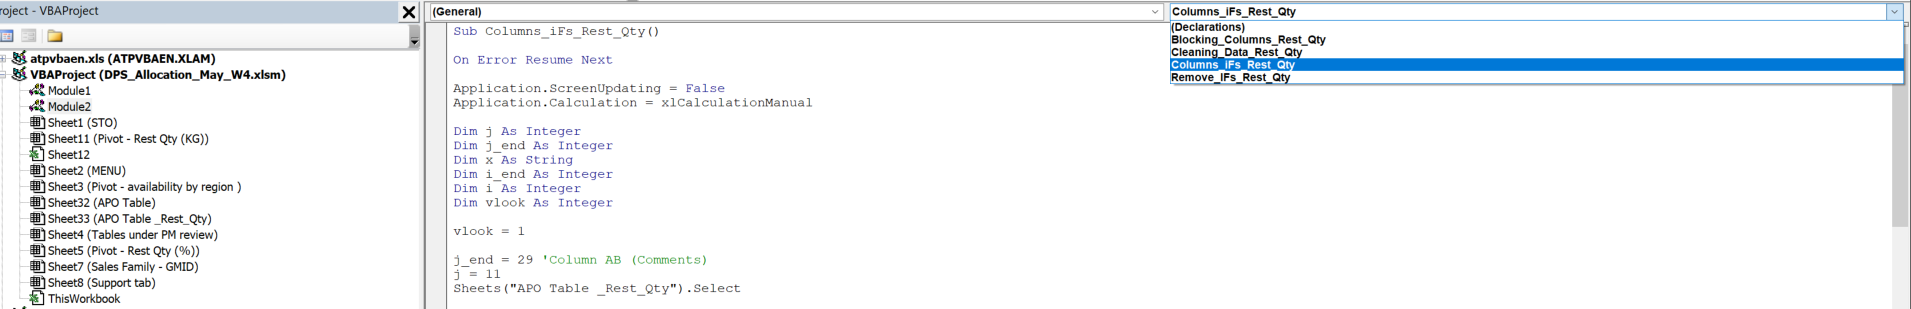 roject - VBAProject
atpvbaen.xls (ATPVBAEN.XLAM)
VBAProject (DPS_Allocation_May_W4.xlsm)
Module1
Module2
Sheet1 (STO)
Sheet11 (Pivot - Rest Qty (KG))
Sheet12
Sheet2 (MENU)
Sheet3 (Pivot - availability by region )
Sheet32 (APO Table)
Sheet33 (APO Table _Rest_Qty)
Sheet4 (Tables under PM review)
Sheet5 (Pivot - Rest Qty (%))
Sheet7 (Sales Family - GMID)
Sheet8 (Support tab)
ThisWorkbook
(General)
Columns_iFs_Rest_Qty
(Declarations)
Blocking_Columns_Rest_Qty
Cleaning_Data_Rest_Qty
Columns_iFs_Rest_Qty
Remove_IFs_Rest_Qty
Sub Columns_iFs_Rest_Qty()
On Error Resume Next
Application.ScreenUpdating = False
Application.Calculation = xlCalculationManual
Dim j As Integer
Dim j_end As Integer
Dim x As String
Dim i_end As Integer
Dim i As Integer
Dim vlook As Integer
vlook = 1
j_end = 29 'Column AB (Comments)
j = 11
Sheets("APO Table _Rest_Qty").Select